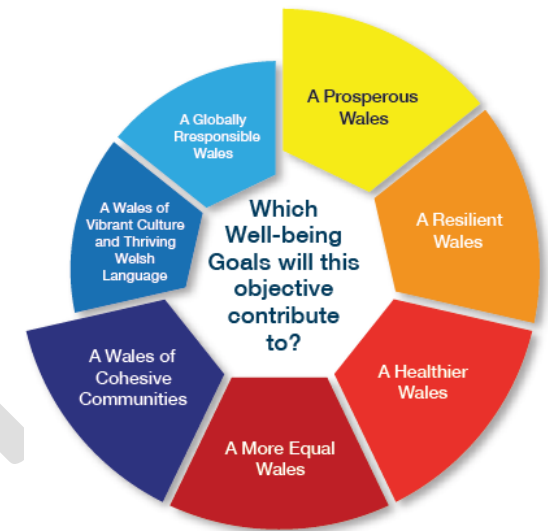 A Prosperous
Wales
A Resilient
Wales
A Healthier
Wales
A More Equal
Wales
A Wales of
Cohesive
Communities
A Wales of
Vibrant Culture
and Thriving
Welsh
Language
A Globally
Rresponsible
Wales
Which
Well-being
Goals will this
objective
contribute
to?